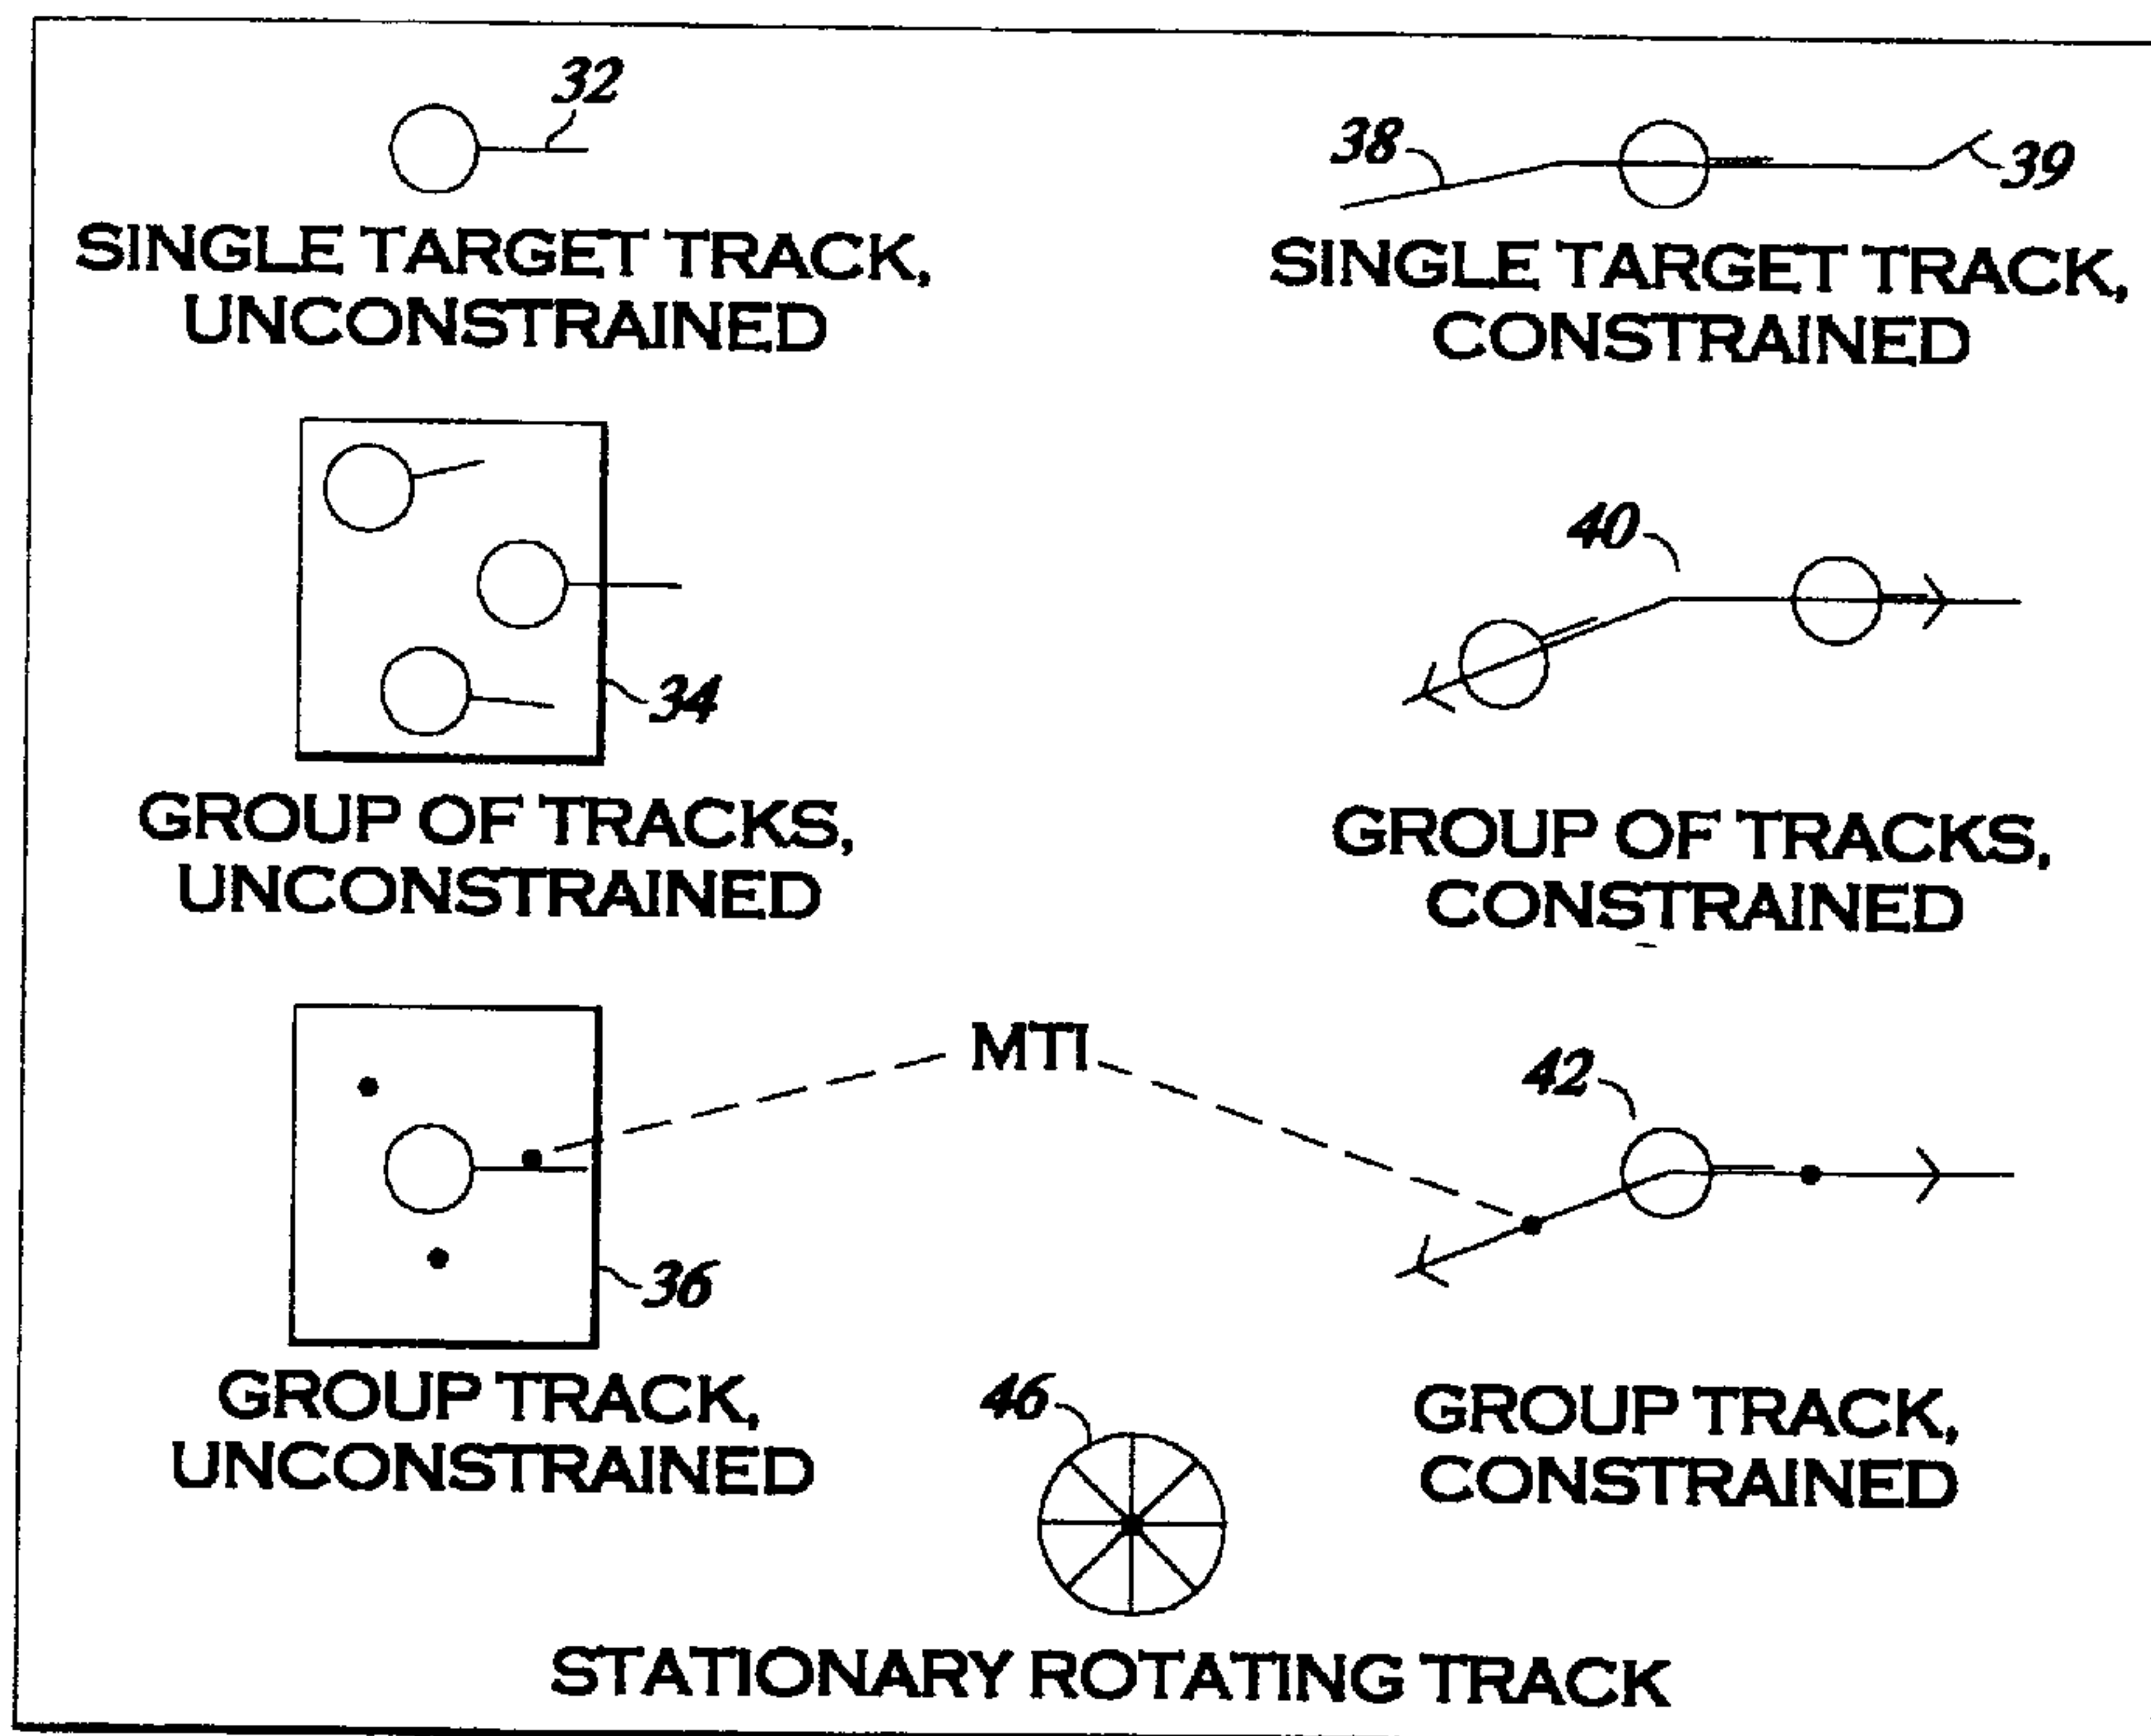 32
SINGLE TARGET TRACK,
UNCONSTRAINED
38
39
SINGLE TARGET TRACK,
CONSTRAINED
34
GROUP OF TRACKS,
UNCONSTRAINED
40
GROUP OF TRACKS,
CONSTRAINED
MTI
36
GROUP TRACK,
UNCONSTRAINED
42
GROUP TRACK,
CONSTRAINED
46
STATIONARY ROTATING TRACK